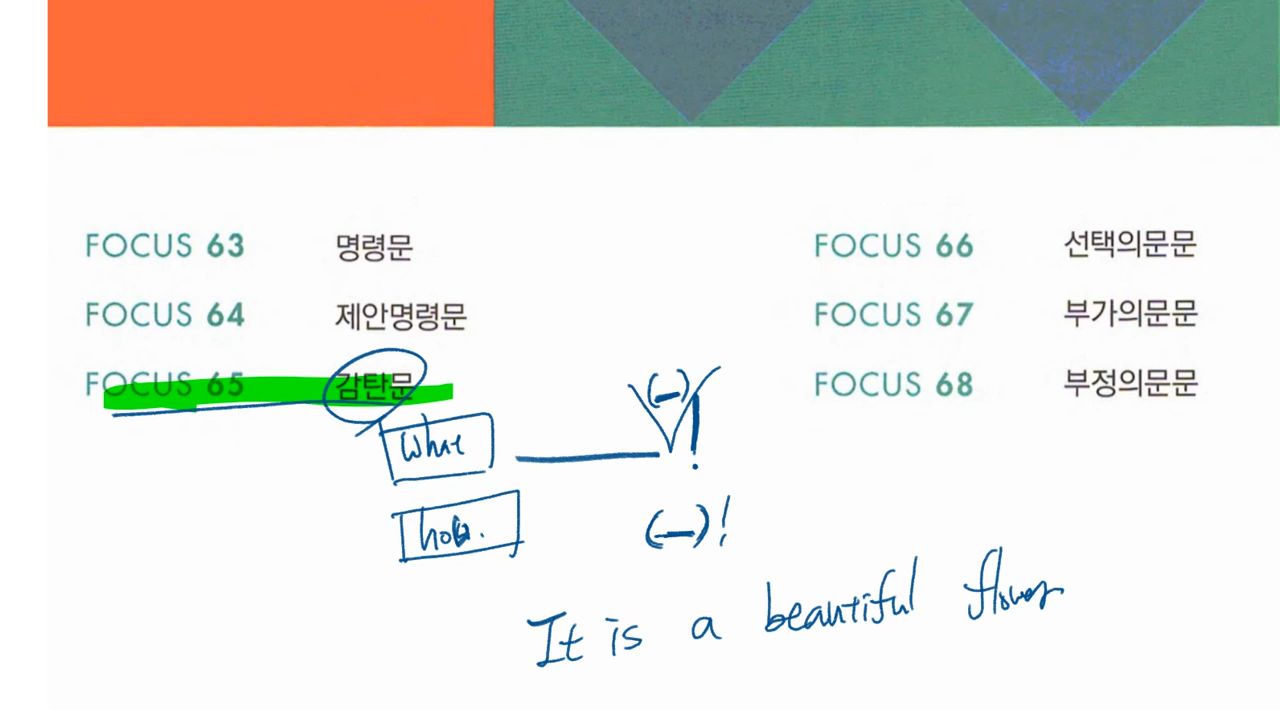 FOCUS 63 명령문
FOCUS 64 제안명령문
FOCUS 65 감탄문
FOCUS 66 선택의문문
FOCUS 67 부가의문문
FOCUS 68 부정의문문
What (—)!
how. (—)!
It is a beautiful flower